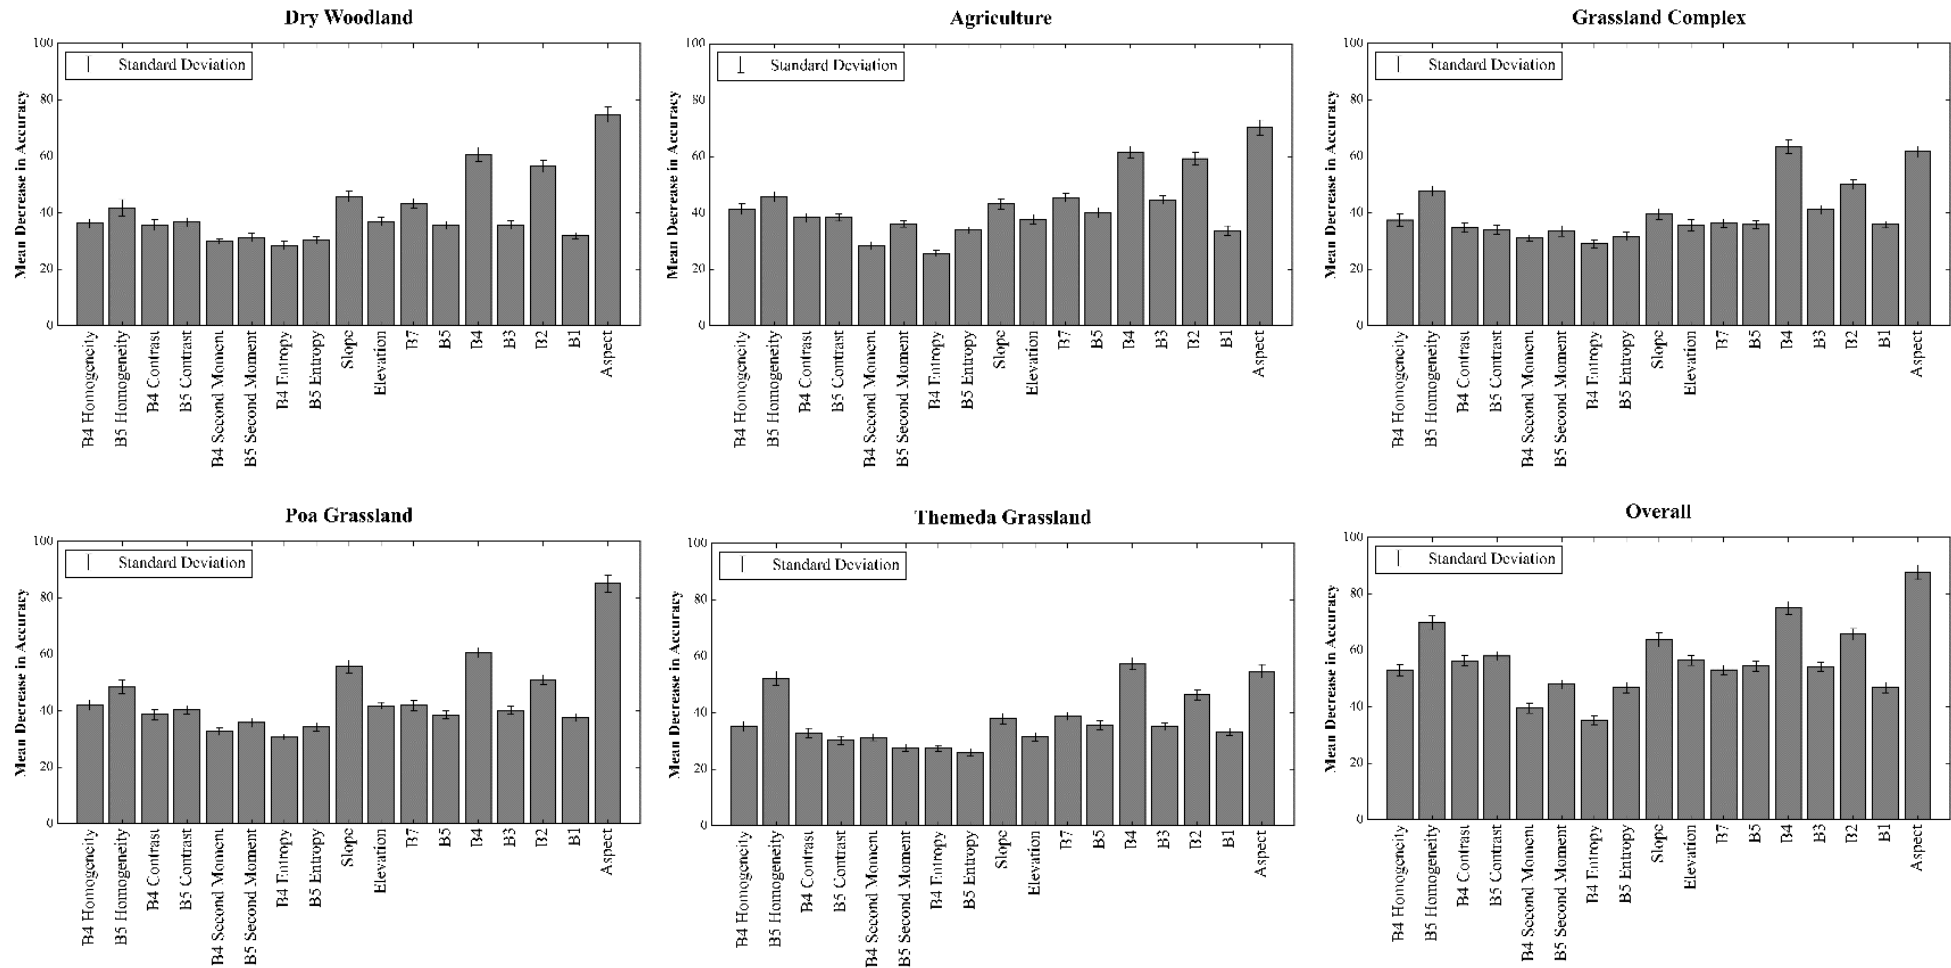 Dry Woodland
Mean Decrease in Accuracy
100
80
60
40
20
0
Standard Deviation
B4 Homogeneity
B5 Homogeneity
B4 Contrast
B5 Contrast
B4 Second Moment
B5 Second Moment
B4 Entropy
B5 Entropy
Slope
Elevation
B7
B5
B4
B3
B2
B1
Aspect
Agriculture
Mean Decrease in Accuracy
100
80
60
40
20
0
Standard Deviation
B4 Homogeneity
B5 Homogeneity
B4 Contrast
B5 Contrast
B4 Second Moment
B5 Second Moment
B4 Entropy
B5 Entropy
Slope
Elevation
B7
B5
B4
B3
B2
B1
Aspect
Grassland Complex
Mean Decrease in Accuracy
100
80
60
40
20
0
Standard Deviation
B4 Homogeneity
B5 Homogeneity
B4 Contrast
B5 Contrast
B4 Second Moment
B5 Second Moment
B4 Entropy
B5 Entropy
Slope
Elevation
B7
B5
B4
B3
B2
B1
Aspect
Poa Grassland
Mean Decrease in Accuracy
100
80
60
40
20
0
Standard Deviation
B4 Homogeneity
B5 Homogeneity
B4 Contrast
B5 Contrast
B4 Second Moment
B5 Second Moment
B4 Entropy
B5 Entropy
Slope
Elevation
B7
B5
B4
B3
B2
B1
Aspect
Themeda Grassland
Mean Decrease in Accuracy
100
80
60
40
20
0
Standard Deviation
B4 Homogeneity
B5 Homogeneity
B4 Contrast
B5 Contrast
B4 Second Moment
B5 Second Moment
B4 Entropy
B5 Entropy
Slope
Elevation
B7
B5
B4
B3
B2
B1
Aspect
Overall
Mean Decrease in Accuracy
100
80
60
40
20
0
Standard Deviation
B4 Homogeneity
B5 Homogeneity
B4 Contrast
B5 Contrast
B4 Second Moment
B5 Second Moment
B4 Entropy
B5 Entropy
Slope
Elevation
B7
B5
B4
B3
B2
B1
Aspect